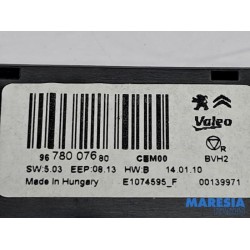 Valeo
R
96 780 076 80 CBM00 BVH2
SW:5.03 EEP:08.13 HW:B 14.01.10
Made in Hungary E1074595_F 00139971
MARESIA